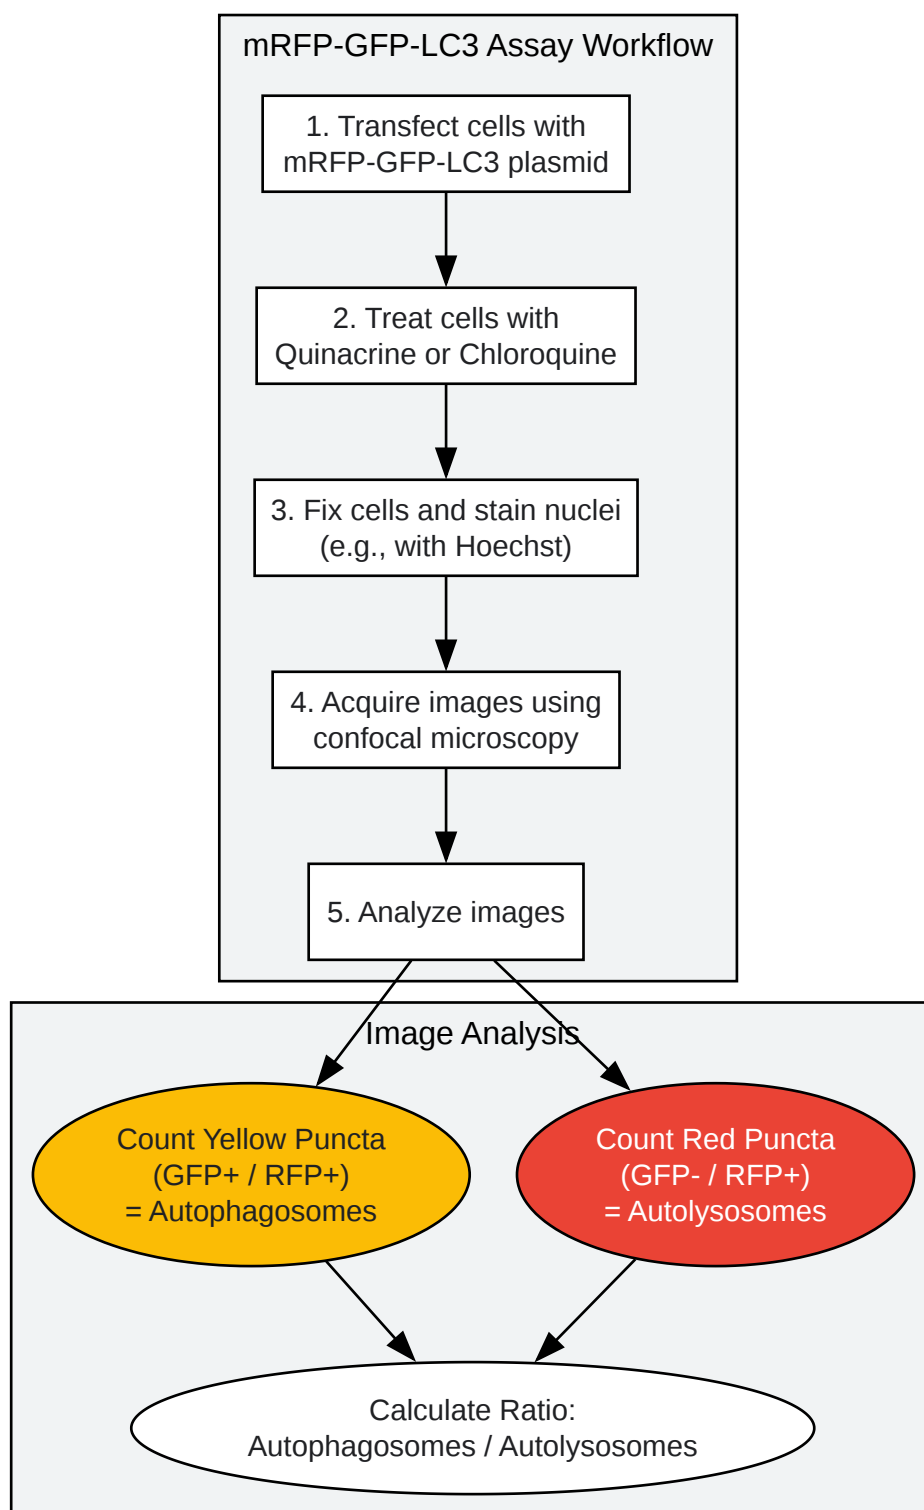 mRFP-GFP-LC3 Assay Workflow
1. Transfect cells with
mRFP-GFP-LC3 plasmid
2. Treat cells with
Quinacrine or Chloroquine
3. Fix cells and stain nuclei
(e.g., with Hoechst)
4. Acquire images using
confocal microscopy
5. Analyze images
Image Analysis
Count Yellow Puncta
(GFP+ / RFP+)
= Autophagosomes
Count Red Puncta
(GFP- / RFP+)
= Autolysosomes
Calculate Ratio:
Autophagosomes / Autolysosomes